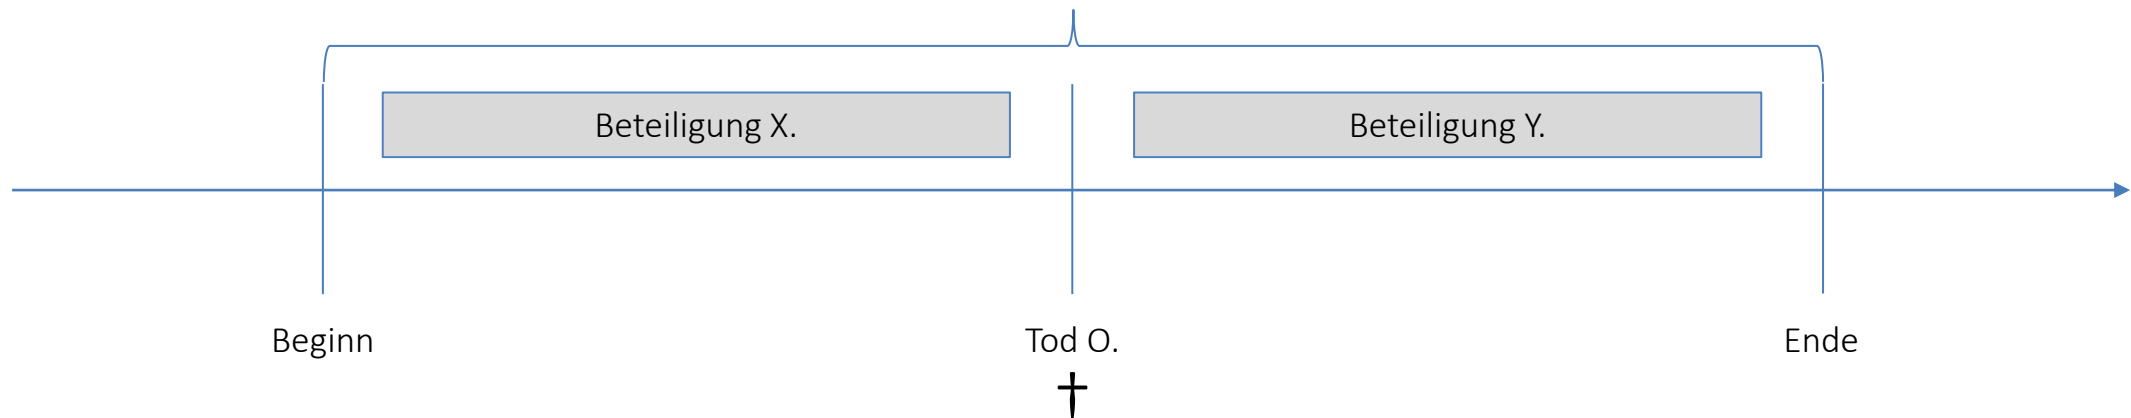 Beteiligung X.
Beteiligung Y.
Beginn
Tod O.
Ende